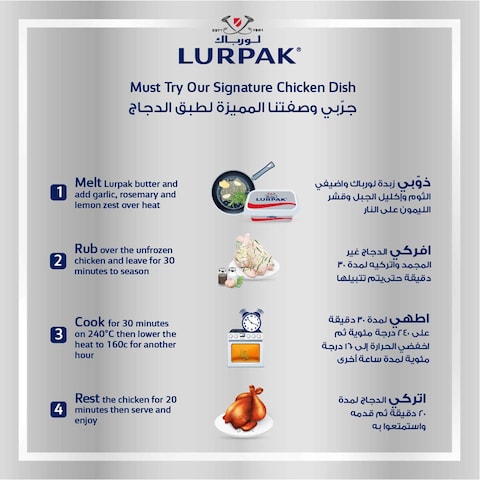 ESTD 1901
لورباك
LURPAK®
Must Try Our Signature Chicken Dish
جرّبي وصفتنا المميزة لطبق الدجاج
1
Melt Lurpak butter and
add garlic, rosemary and
lemon zest over heat
LURPAK
ذوّبي زبدة لورباك واضيفي
الثوم وإكليل الجبل وقشر
الليمون على النار
2
Rub over the unfrozen
chicken and leave for 30
minutes to season
افركي الدجاج غير
المجمد واتركيه لمدة ٣٠
دقيقة حتىيتم تتبيلها
3
Cook for 30 minutes
on 240°C then lower the
heat to 160c for another
hour
اطهي لمدة ٣٠ دقيقة
على ٢٤٠ درجة مئوية ثم
اخفضي الحرارة إلى ١٦٠ درجة
مئوية لمدة ساعة أخرى
4
Rest the chicken for 20
minutes then serve and
enjoy
اتركي الدجاج لمدة
٢٠ دقيقة ثم قدمه
واستمتعوا به